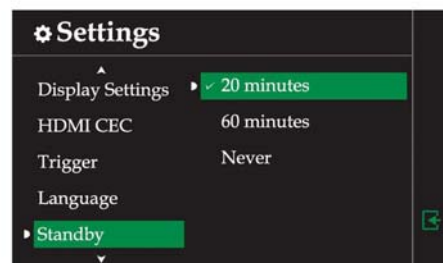 Settings
Display Settings
HDMI CEC
Trigger
Language
Standby
✓ 20 minutes
60 minutes
Never